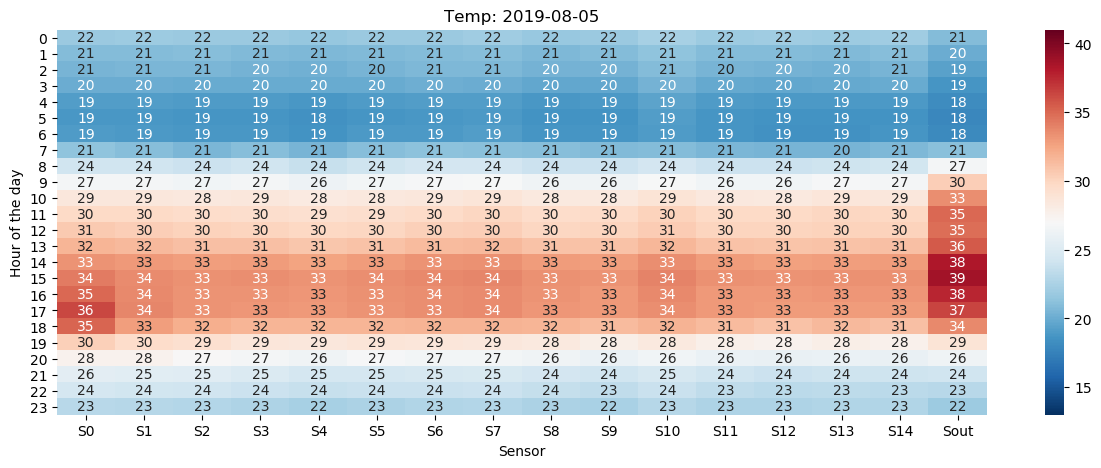 Temp: 2019-08-05
Hour of the day
0 22 22 22 22 22 22 22 22 22 22 22 22 22 22 22 21
1 21 21 21 21 21 21 21 21 21 21 21 21 21 21 21 20
2 21 21 21 20 20 20 21 21 20 20 21 20 20 20 21 19
3 20 20 20 20 20 20 20 20 20 20 20 20 20 20 20 19
4 19 19 19 19 19 19 19 19 19 19 19 19 19 19 19 18
5 19 19 19 19 18 19 19 19 19 19 19 19 19 19 19 18
6 19 19 19 19 19 19 19 19 19 19 19 19 19 19 19 18
7 21 21 21 21 21 21 21 21 21 21 21 21 21 20 21 21
8 24 24 24 24 24 24 24 24 24 24 24 24 24 24 24 27
9 27 27 27 27 26 27 27 27 26 26 27 26 26 27 27 30
10 29 29 28 29 28 28 29 29 28 28 29 28 28 29 29 33
11 30 30 30 30 29 29 30 30 30 30 30 30 30 30 30 35
12 31 30 30 30 30 30 30 30 30 30 31 30 30 30 30 35
13 32 32 31 31 31 31 31 32 31 31 32 31 31 31 31 36
14 33 33 33 33 33 33 33 33 33 33 33 33 33 33 33 38
15 34 34 33 33 33 34 34 34 33 33 34 33 33 33 33 39
16 35 34 33 33 33 33 34 34 33 33 34 33 33 33 33 38
17 36 34 33 33 33 33 33 34 33 33 34 33 33 33 33 37
18 35 33 32 32 32 32 32 32 32 31 32 31 31 32 31 34
19 30 30 29 29 29 29 29 29 28 28 28 28 28 28 28 29
20 28 28 27 27 26 27 27 27 26 26 26 26 26 26 26 26
21 26 25 25 25 25 25 25 25 24 24 25 24 24 24 24 24
22 24 24 24 24 24 24 24 24 24 23 24 23 23 23 23 23
23 23 23 23 23 22 23 23 23 23 22 23 23 23 23 23 22
S0 S1 S2 S3 S4 S5 S6 S7 S8 S9 S10 S11 S12 S13 S14 Sout
Sensor
40
35
30
25
20
15